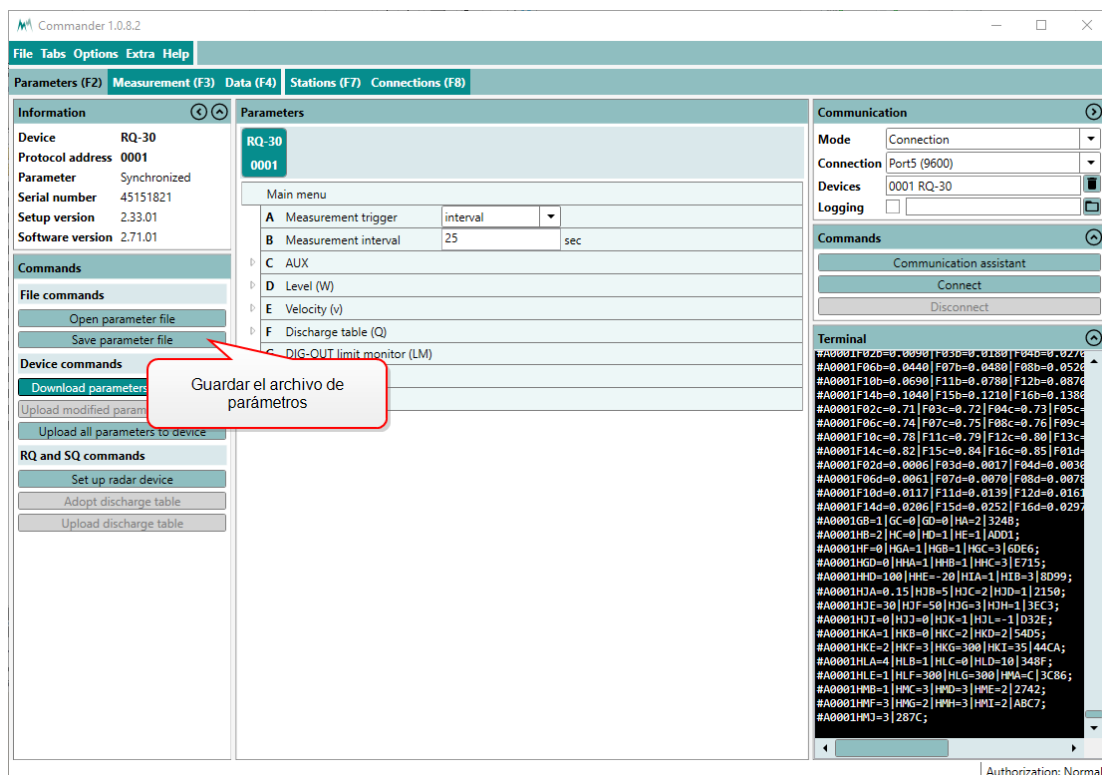 Commander 1.0.8.2
File Tabs Options Extra Help
Parameters (F2) Measurement (F3) Data (F4) Stations (F7) Connections (F8)
Information
Device RQ-30
Protocol address 0001
Parameter Synchronized
Serial number 45151821
Setup version 2.33.01
Software version 2.71.01
Commands
File commands
Open parameter file
Save parameter file
Device commands
Download parameters
Upload modified param
Upload all parameters to device
RQ and SQ commands
Set up radar device
Adopt discharge table
Upload discharge table
Parameters
RQ-30
0001
Main menu
A Measurement trigger interval
B Measurement interval 25 sec
C AUX
D Level (W)
E Velocity (v)
F Discharge table (Q)
G DIG-OUT limit monitor (LM)
Guardar el archivo de
parámetros
Communication
Mode Connection
Connection Port5 (9600)
Devices 0001 RQ-30
Logging
Commands
Communication assistant
Connect
Disconnect
Terminal
#A0001F02b=0.0090|F03b=0.0180|F04b=0.0270
#A0001F06b=0.0440|F07b=0.0480|F08b=0.0520
#A0001F10b=0.0690|F11b=0.0780|F12b=0.0870
#A0001F14b=0.1040|F15b=0.1210|F16b=0.1380
#A0001F02c=0.71|F03c=0.72|F04c=0.73|F05c=
#A0001F06c=0.74|F07c=0.75|F08c=0.76|F09c=
#A0001F10c=0.78|F11c=0.79|F12c=0.80|F13c=
#A0001F14c=0.82|F15c=0.84|F16c=0.85|F01d=
#A0001F02d=0.0006|F03d=0.0017|F04d=0.0030
#A0001F06d=0.0061|F07d=0.0070|F08d=0.0078
#A0001F10d=0.0117|F11d=0.0139|F12d=0.0161
#A0001F14d=0.0206|F15d=0.0252|F16d=0.0297
#A0001GB=1|GC=0|GD=0|HA=2|324B;
#A0001HB=2|HC=0|HD=1|HE=1|ADD1;
#A0001HF=0|HGA=1|HGB=1|HGC=3|6DE6;
#A0001HGD=0|HHA=1|HHB=1|HHC=3|E715;
#A0001HHD=100|HHE=-20|HIA=1|HIB=3|8D99;
#A0001HJA=0.15|HJB=5|HJC=2|HJD=1|2150;
#A0001HJE=30|HJF=50|HJG=3|HJH=1|3EC3;
#A0001HJI=0|HJJ=0|HJK=1|HJL=-1|D32E;
#A0001HKA=1|HKB=0|HKC=2|HKD=2|54D5;
#A0001HKE=2|HKF=3|HKG=300|HKI=35|44CA;
#A0001HLA=4|HLB=1|HLC=0|HLD=10|348F;
#A0001HLE=1|HLF=300|HLG=300|HMA=C|3C86;
#A0001HMB=1|HMC=3|HMD=3|HME=2|2742;
#A0001HMF=3|HMG=2|HMH=3|HMI=2|ABC7;
#A0001HMJ=3|287C;
Authorization: Normal